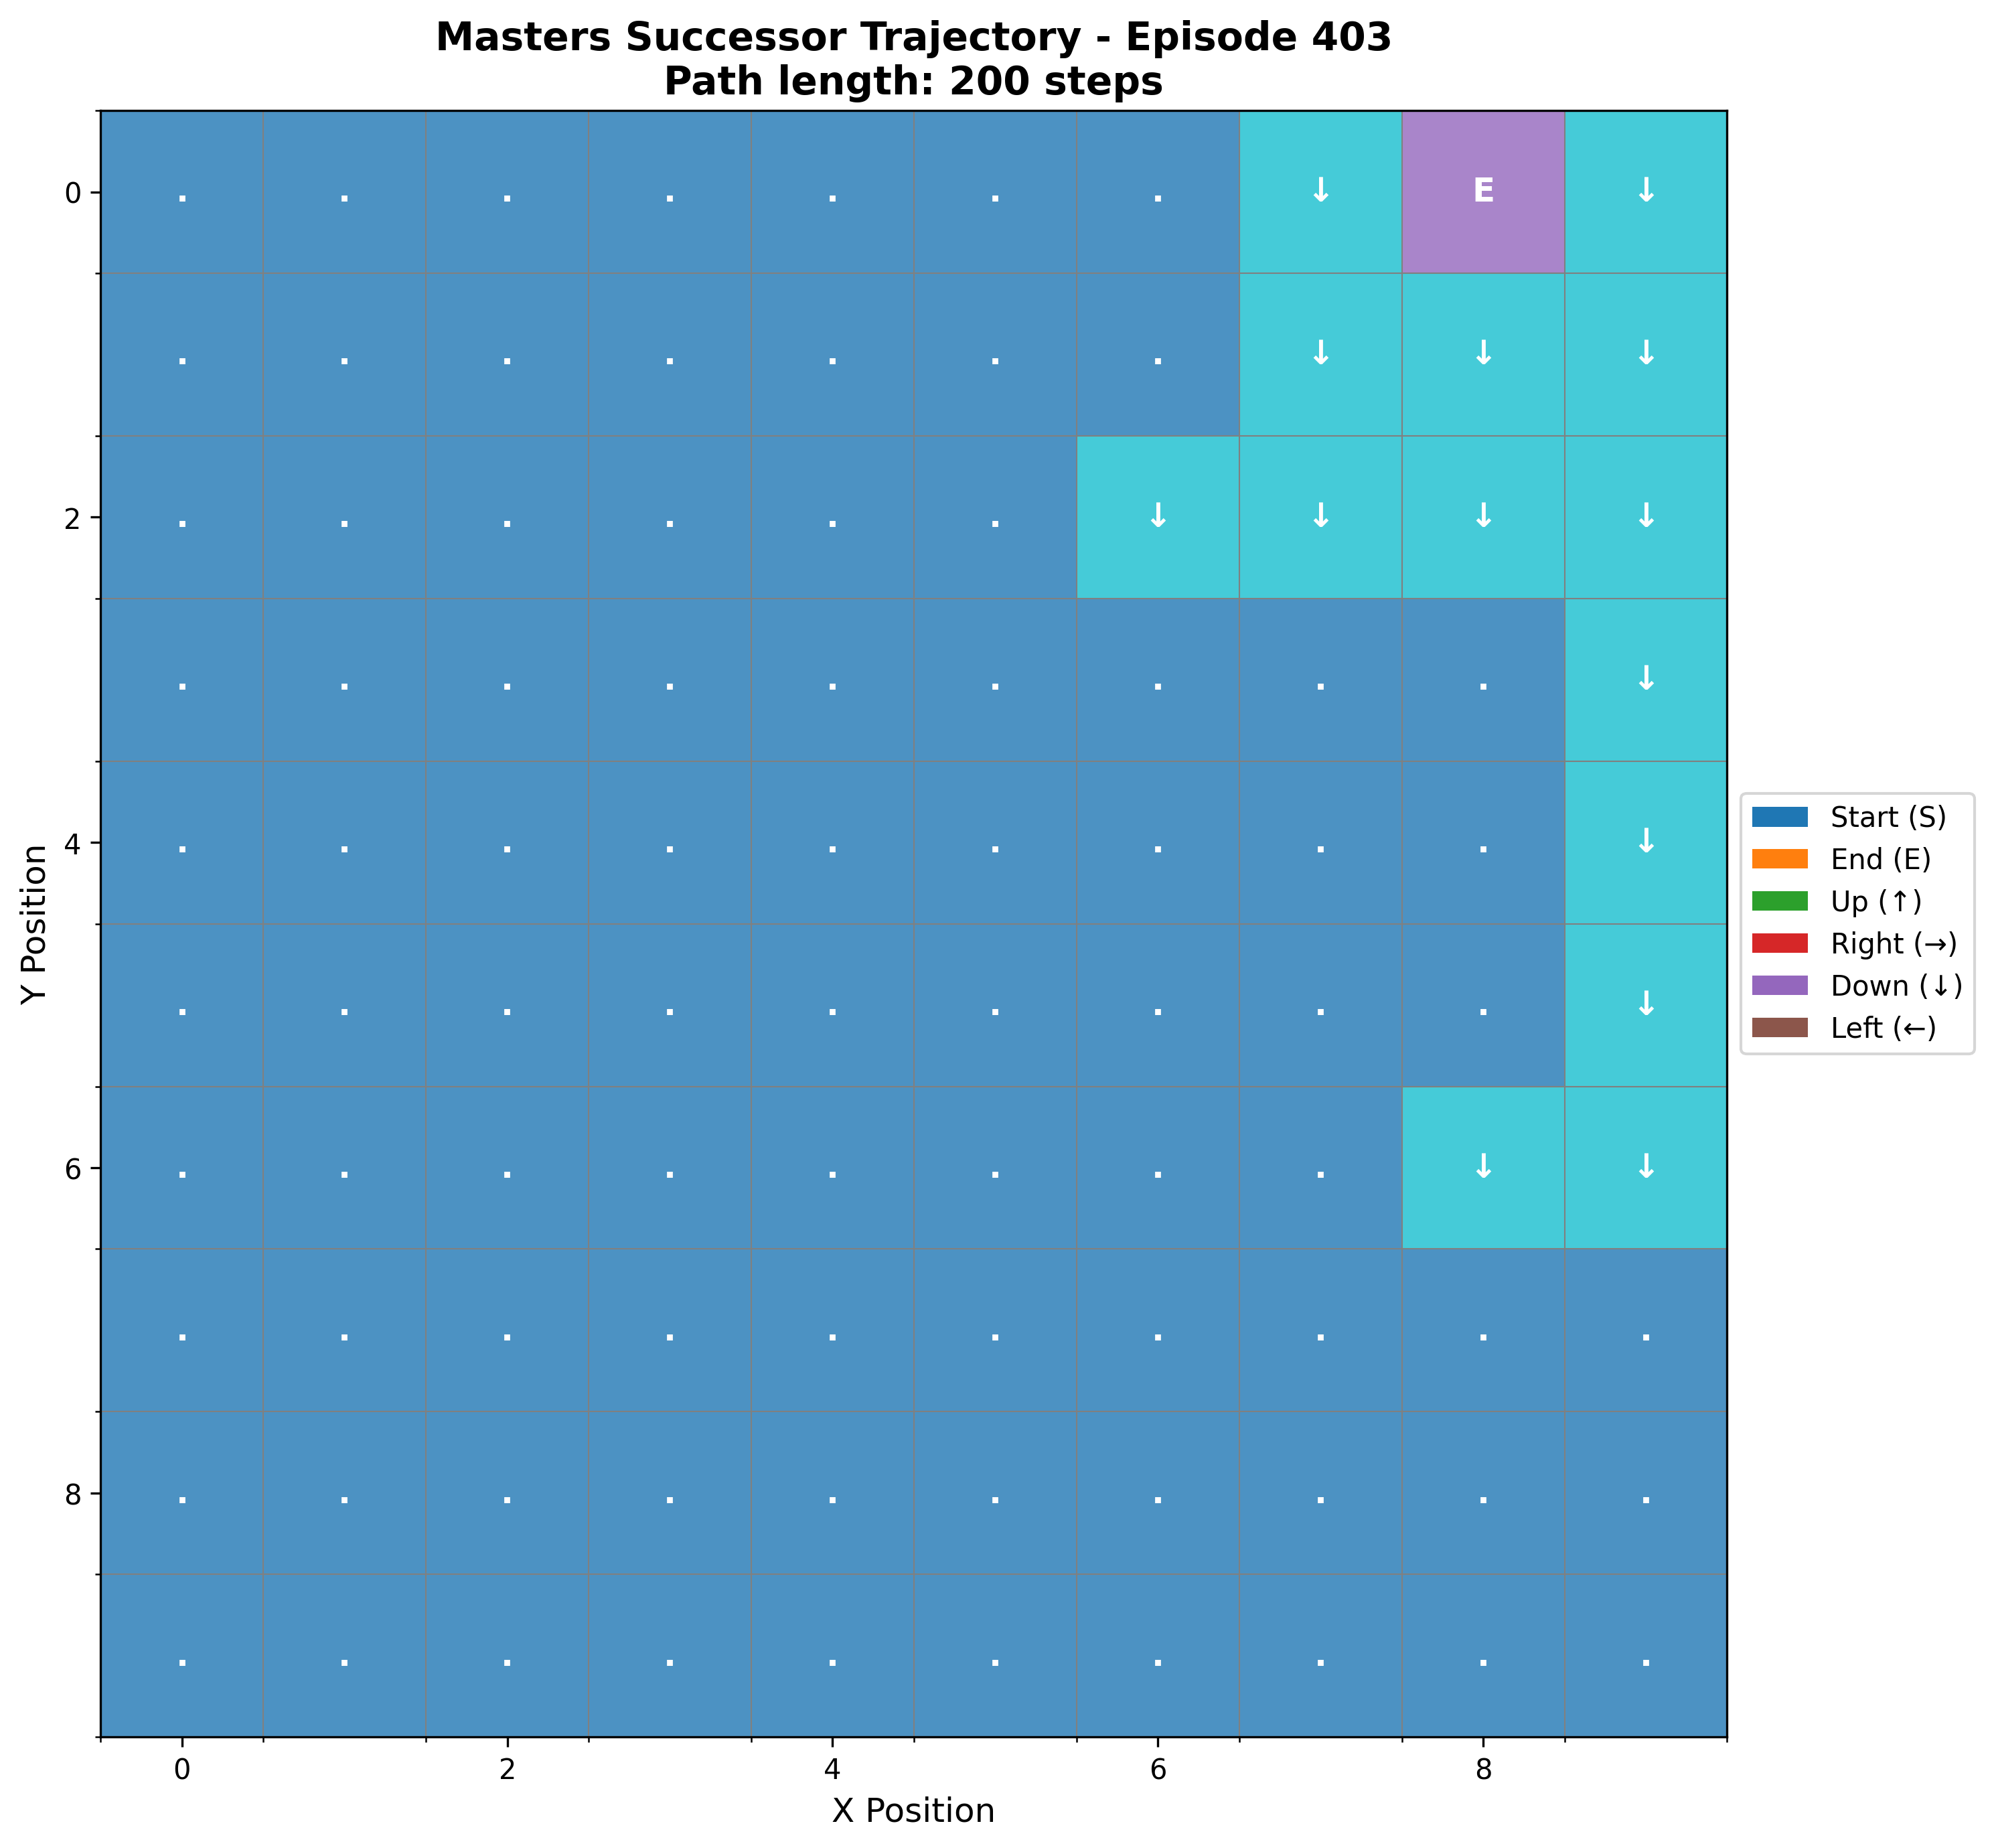 Masters Successor Trajectory - Episode 403
Path length: 200 steps
0 . . . . . . . ↓ E ↓
. . . . . . . ↓ ↓ ↓
2 . . . . . . ↓ ↓ ↓ ↓
. . . . . . . . . ↓
4 . . . . . . . . . ↓
. . . . . . . . . ↓
6 . . . . . . . . ↓ ↓
. . . . . . . . . .
8 . . . . . . . . . .
. . . . . . . . . .
0 2 4 6 8
X Position
Y Position
Start (S)
End (E)
Up (↑)
Right (→)
Down (↓)
Left (←)